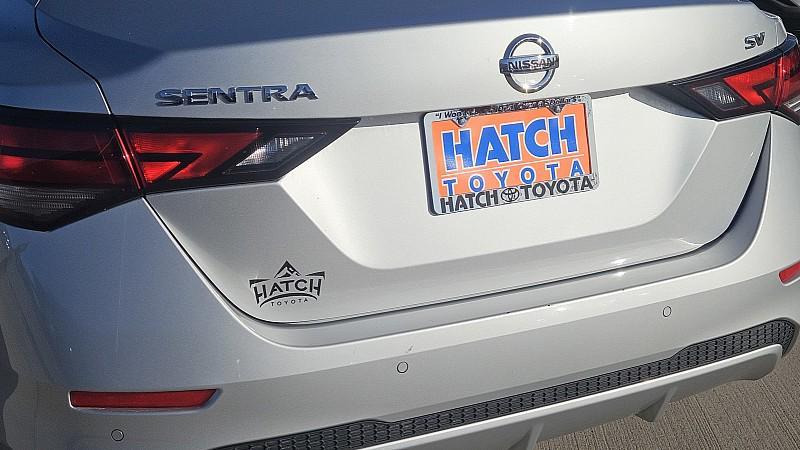 SV
NISSAN
SENTRA
HATCH
TOYOTA
HATCH TOYOTA
HATCH
TOYOTA